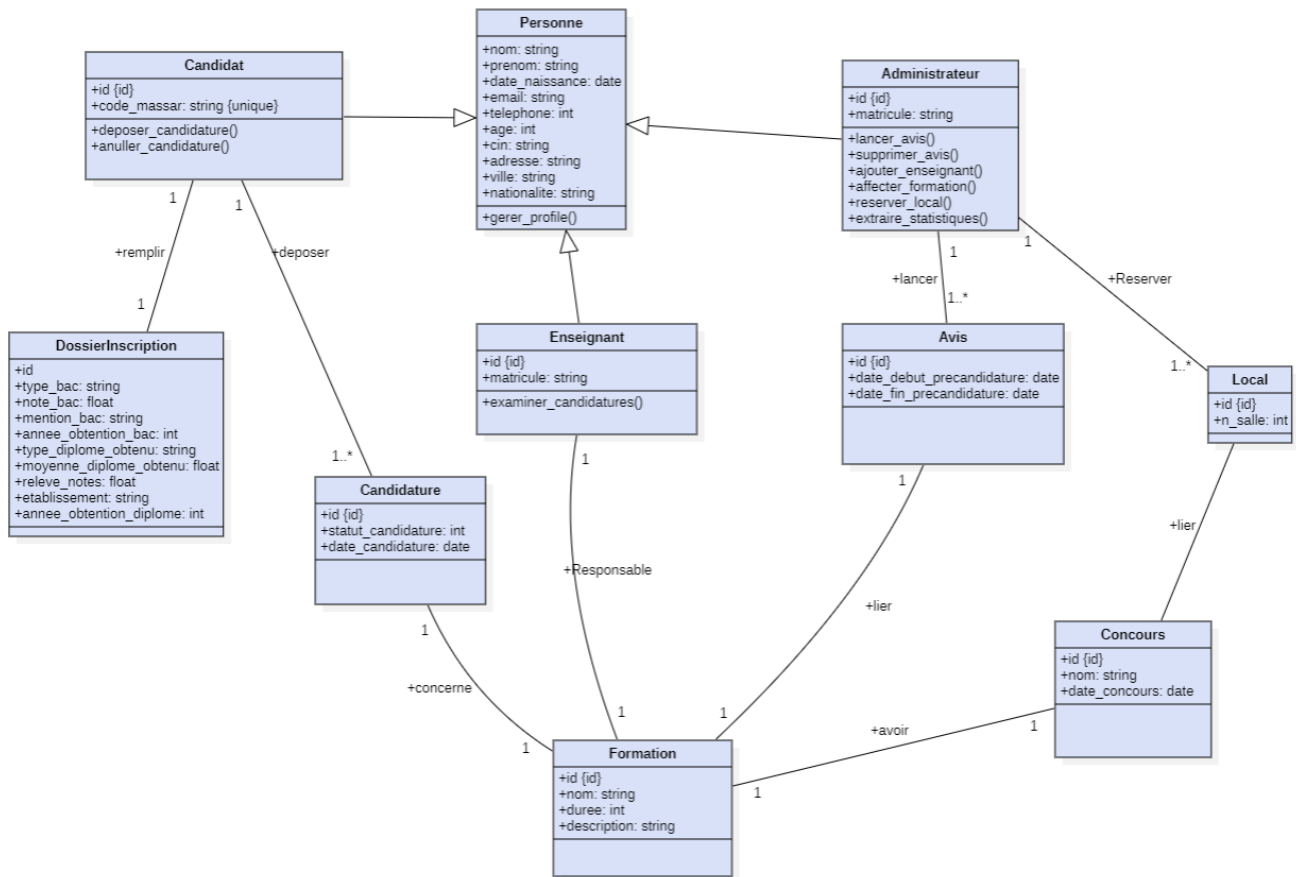 Personne
+nom: string
+prenom: string
+date_naissance: date
+email: string
+telephone: int
+age: int
+cin: string
+adresse: string
+ville: string
+nationalite: string
+gerer_profile()
Candidat
+id {id}
+code_massar: string {unique}
+deposer_candidature()
+anuller_candidature()
Administrateur
+id {id}
+matricule: string
+lancer_avis()
+supprimer_avis()
+ajouter_enseignant()
+affecter_formation()
+reserver_local()
+extraire_statistiques()
1
1
+remplir
+deposer
1
1..*
1
1
+lancer
+Reserver
1..*
1..*
DossierInscription
+id
+type_bac: string
+note_bac: float
+mention_bac: string
+annee_obtention_bac: int
+type_diplome_obtenu: string
+moyenne_diplome_obtenu: float
+releve_notes: float
+etablissement: string
+annee_obtention_diplome: int
Enseignant
+id {id}
+matricule: string
+examiner_candidatures()
Avis
+id {id}
+date_debut_precandidature: date
+date_fin_precandidature: date
Local
+id {id}
+n_salle: int
Candidature
+id {id}
+statut_candidature: int
+date_candidature: date
1
+Responsable
1
1
+lier
1
+lier
1
+concerne
1
Concours
+id {id}
+nom: string
+date_concours: date
1
+avoir
1
Formation
+id {id}
+nom: string
+duree: int
+description: string